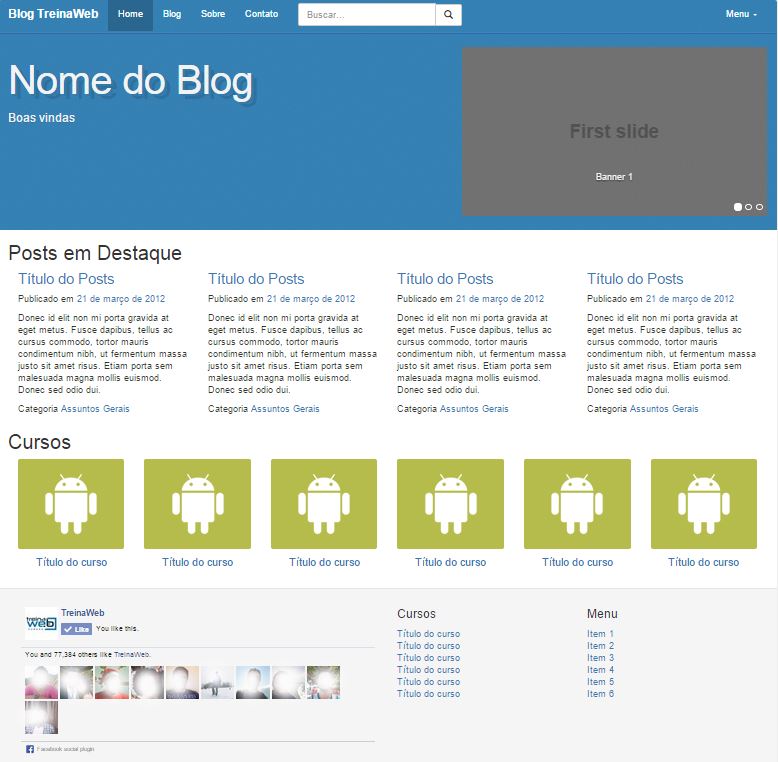 Blog TreinaWeb Home Blog Sobre Contato Buscar... Menu
Nome do Blog
Boas vindas
First slide
Banner 1
Posts em Destaque
Título do Posts Título do Posts Título do Posts Título do Posts
Publicado em 21 de março de 2012 Publicado em 21 de março de 2012 Publicado em 21 de março de 2012 Publicado em 21 de março de 2012
Donec id elit non mi porta gravida at Donec id elit non mi porta gravida at Donec id elit non mi porta gravida at Donec id elit non mi porta gravida at
eget metus. Fusce dapibus, tellus ac eget metus. Fusce dapibus, tellus ac eget metus. Fusce dapibus, tellus ac eget metus. Fusce dapibus, tellus ac
cursus commodo, tortor mauris cursus commodo, tortor mauris cursus commodo, tortor mauris cursus commodo, tortor mauris
condimentum nibh, ut fermentum massa condimentum nibh, ut fermentum massa condimentum nibh, ut fermentum massa condimentum nibh, ut fermentum massa
justo sit amet risus. Etiam porta sem justo sit amet risus. Etiam porta sem justo sit amet risus. Etiam porta sem justo sit amet risus. Etiam porta sem
malesuada magna mollis euismod. malesuada magna mollis euismod. malesuada magna mollis euismod. malesuada magna mollis euismod.
Donec sed odio dui. Donec sed odio dui. Donec sed odio dui. Donec sed odio dui.
Categoria Assuntos Gerais Categoria Assuntos Gerais Categoria Assuntos Gerais Categoria Assuntos Gerais
Cursos
Título do curso Título do curso Título do curso Título do curso Título do curso Título do curso
treina
web
TreinaWeb
Like You like this.
You and 77,384 others like TreinaWeb.
Facebook social plugin
Cursos
Título do curso
Título do curso
Título do curso
Título do curso
Título do curso
Título do curso
Menu
Item 1
Item 2
Item 3
Item 4
Item 5
Item 6